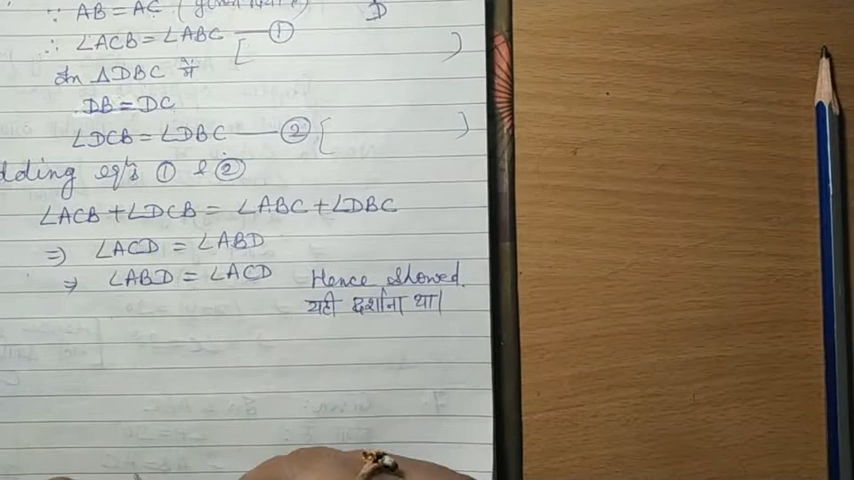 ∵ AB = AC (given
D
∴ ∠ACB = ∠ABC — ① [ )
In ΔDBC में
DB = DC
∠DCB = ∠DBC — ② [ )
dding eq/s ① & ②
∠ACB + ∠DCB = ∠ABC + ∠DBC
⇒ ∠ACD = ∠ABD
⇒ ∠ABD = ∠ACD Hence showed.
यही दर्शाना था।